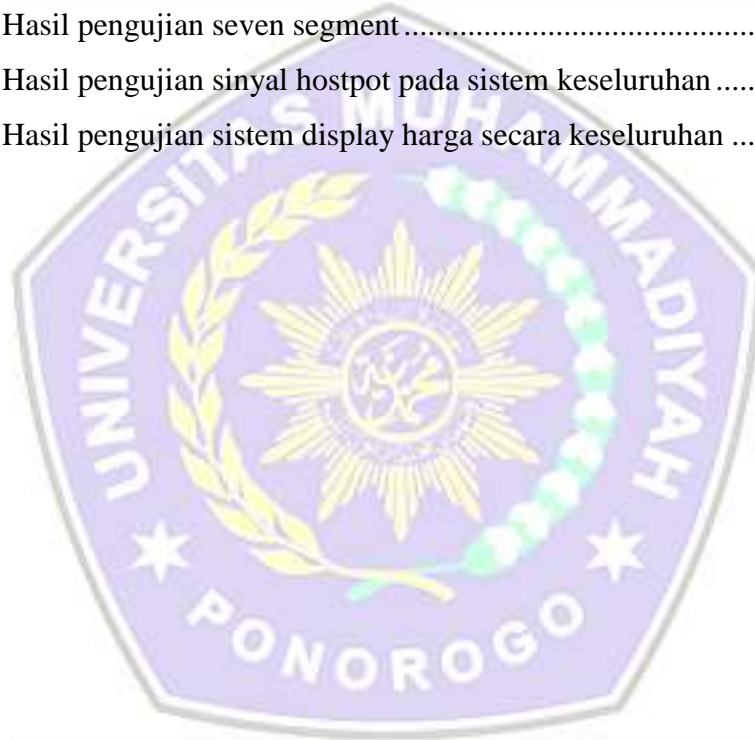 Hasil pengujian seven segment ......................................
Hasil pengujian sinyal hostpot pada sistem keseluruhan .....
Hasil pengujian sistem display harga secara keseluruhan ...
UNIVERSITAS MUHAMMADIYAH
PONOROGO